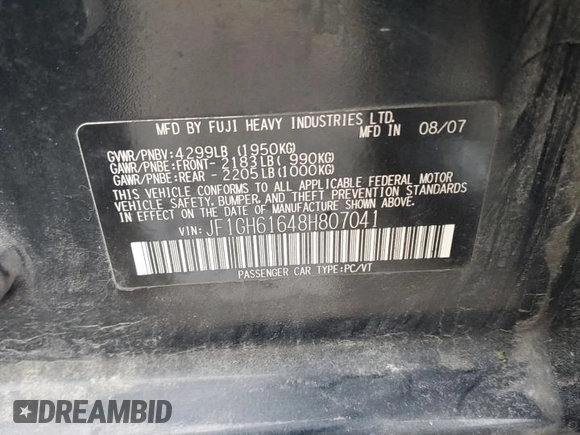 MFD BY FUJI HEAVY INDUSTRIES LTD.
MFD IN 08/07
GVWR/PNBV:4299LB (1950KG)
GAWR/PNBE:FRONT- 2183LB( 990KG)
GAWR/PNBE:REAR - 2205LB(1000KG)
THIS VEHICLE CONFORMS TO ALL APPLICABLE FEDERAL MOTOR
VEHICLE SAFETY, BUMPER, AND THEFT PREVENTION STANDARDS
IN EFFECT ON THE DATE OF MANUFACTURE SHOWN ABOVE.
VIN: JF1GH61648H807041
PASSENGER CAR TYPE:PC/VT
DREAMBID